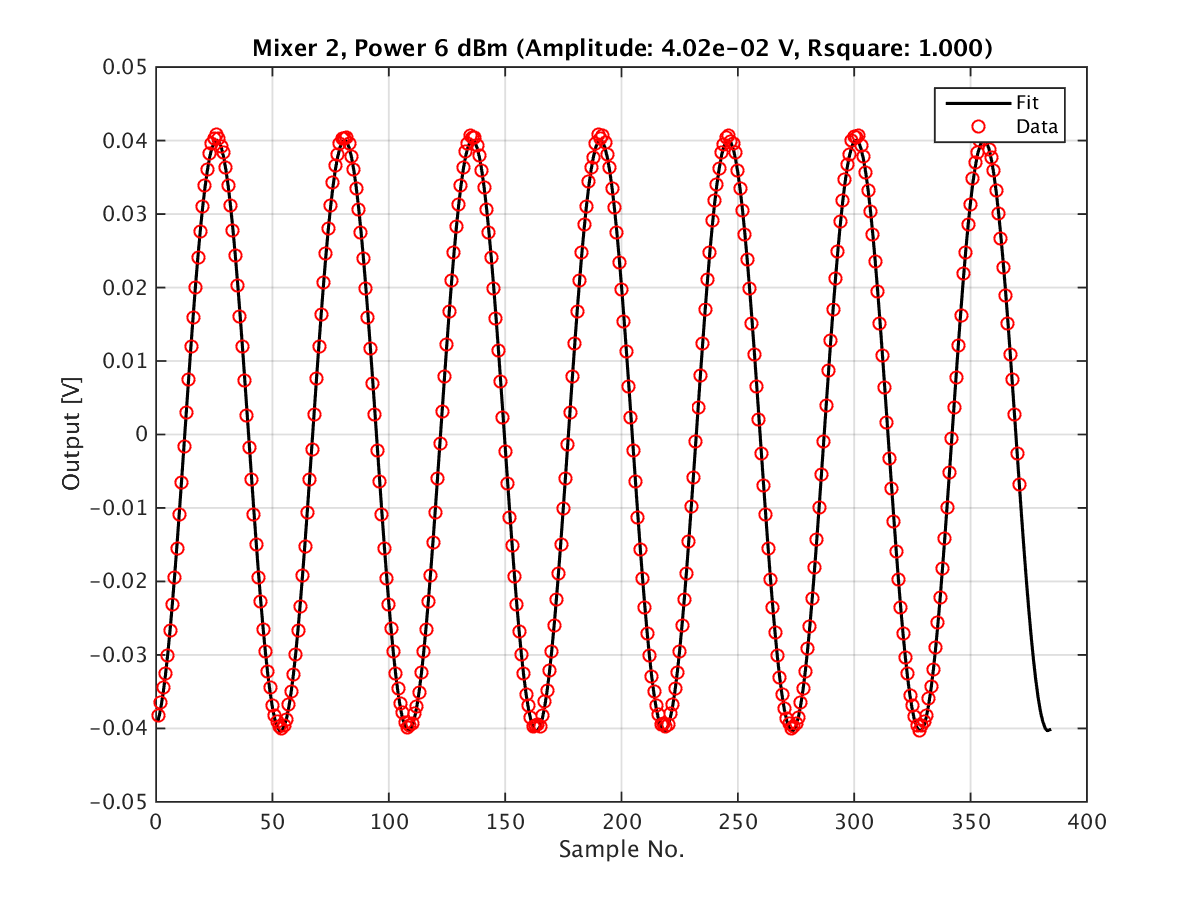 Mixer 2, Power 6 dBm (Amplitude: 4.02e-02 V, Rsquare: 1.000)
0.05
0.04
0.03
0.02
0.01
0
-0.01
-0.02
-0.03
-0.04
-0.05
Output [V]
Fit
Data
0 50 100 150 200 250 300 350 400
Sample No.